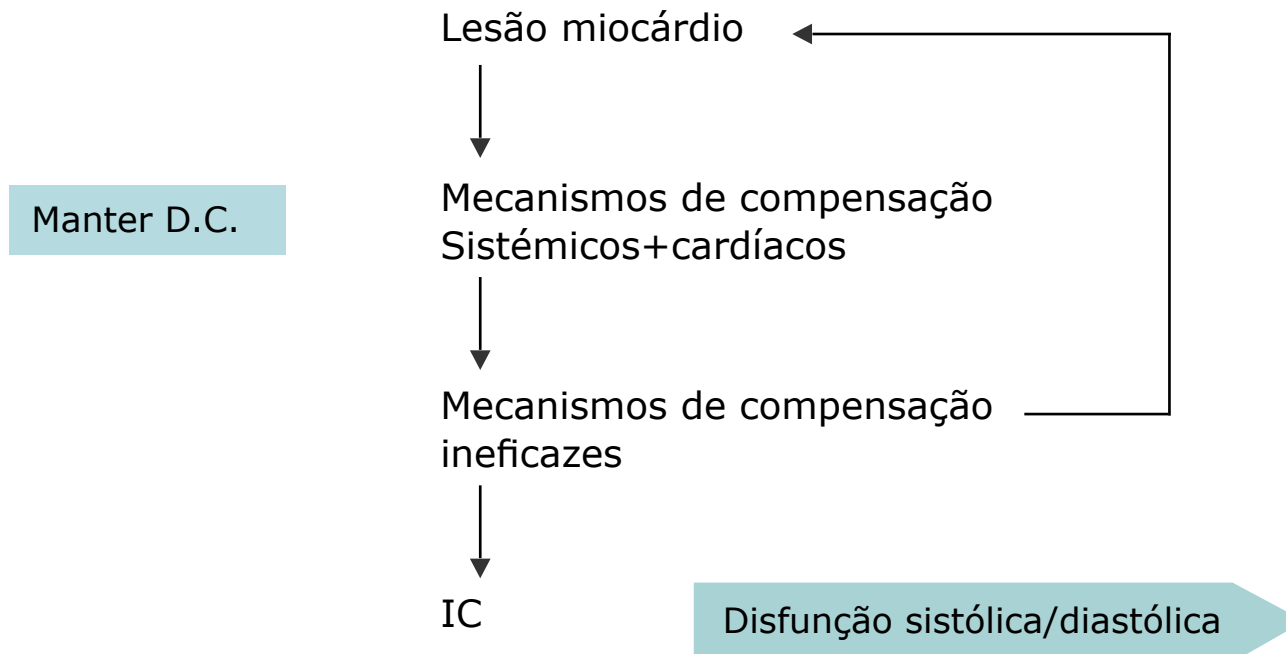 Lesão miocárdio
Manter D.C.
Mecanismos de compensação
Sistémicos+cardíacos
Mecanismos de compensação
ineficazes
IC
Disfunção sistólica/diastólica